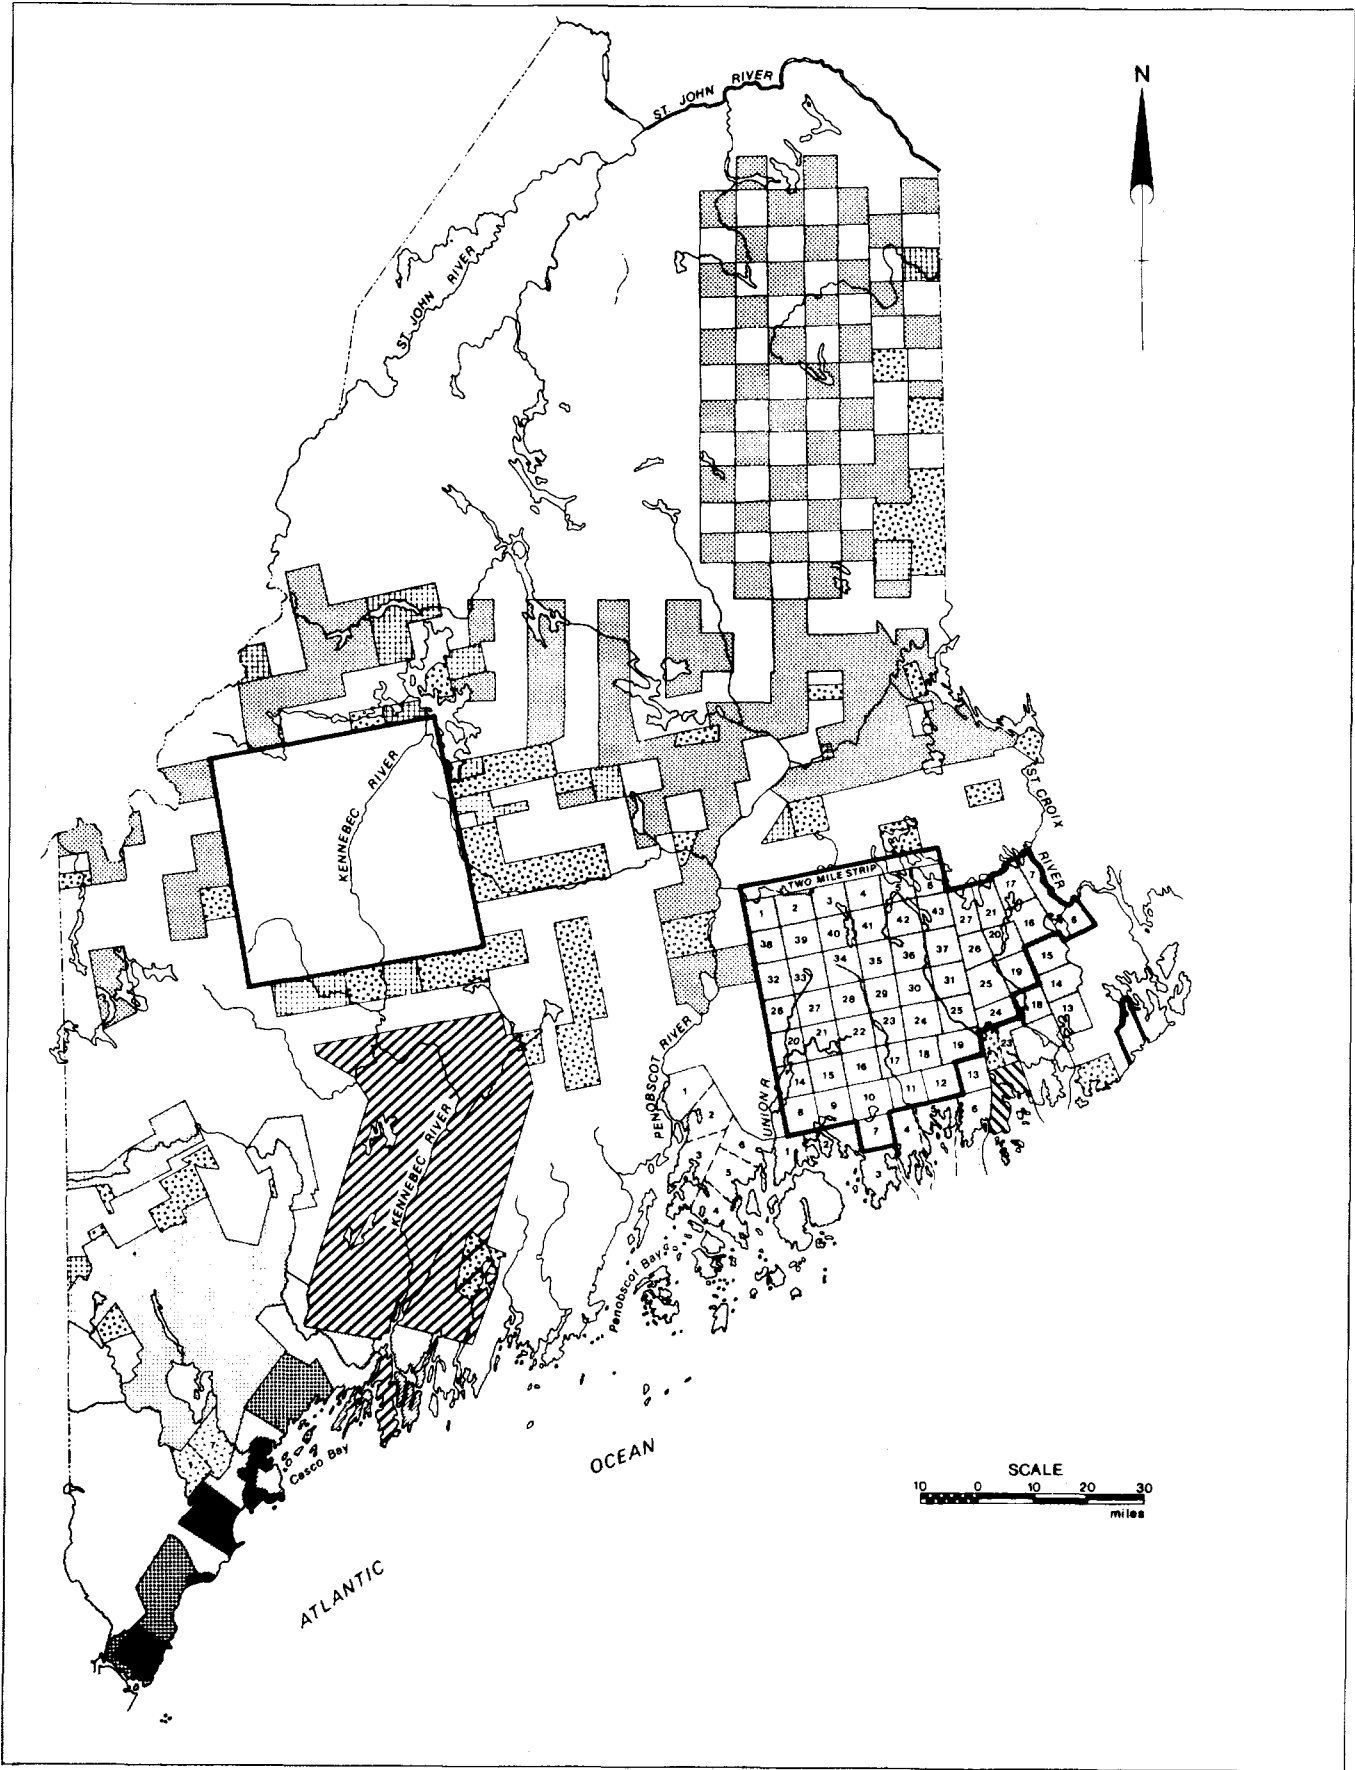 N
ST. JOHN RIVER
ST. JOHN RIVER
KENNEBEC RIVER
ST. CROIX RIVER
TWO MILE STRIP
1 2 3 4 5
17 7
38 39 40 41 42 43 27 21 16 6
20
32 33 34 35 36 37 26 15
26 27 28 29 30 31 25 19 14
20 21 22 23 24 25 24 18 13
14 15 16 17 18 19 23
8 9 10 11 12 13
7 4 6
1 2 3
PENOBSCOT RIVER
UNION R.
1
2
3
6
5
4
KENNEBEC RIVER
Penobscot Bay
7
Casco Bay
ATLANTIC OCEAN
SCALE
10 0 10 20 30
miles